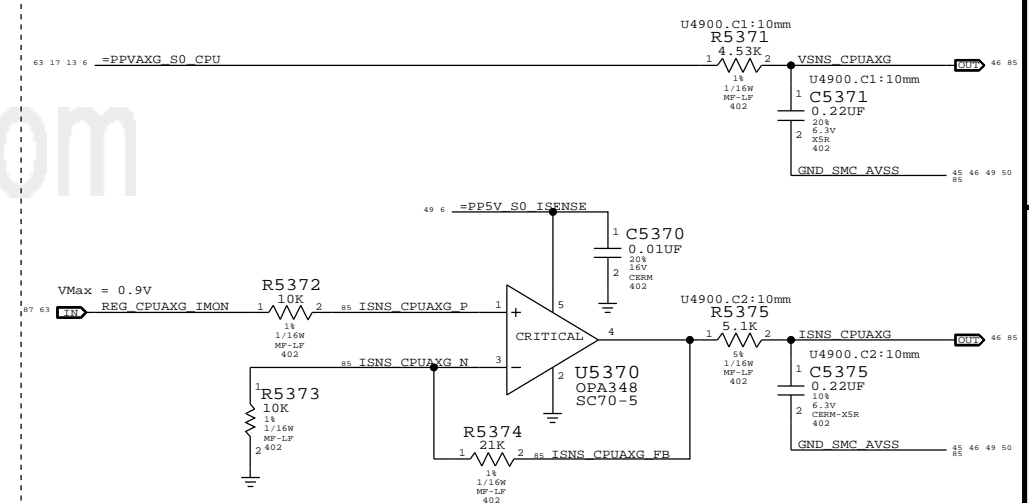 U4900.C1:10mm
R5371
4.53K
63 17 13 6 =PPVAXG_S0_CPU
1 2
VSNS_CPUAXG
OUT 46 85
1%
1/16W
MF-LF
402
U4900.C1:10mm
1 C5371
0.22UF
20%
6.3V
2 X5R
402
GND_SMC_AVSS
45 46 49 50
85
om
49 6 =PP5V_S0_ISENSE
1 C5370
0.01UF
20%
16V
2 CERM
402
VMax = 0.9V
R5372
10K
87 63 IN REG_CPUAXG_IMON
1 2
85 ISNS_CPUAXG_P
1%
1/16W
MF-LF
402
1
+
5
CRITICAL
4
3
−
2
U5370
OPA348
SC70-5
85 ISNS_CPUAXG_N
U4900.C2:10mm
R5375
5.1K
1 2
ISNS_CPUAXG
OUT 46 85
5%
1/16W
MF-LF
402
U4900.C2:10mm
1 C5375
0.22UF
10%
6.3V
2 CERM-X5R
402
GND_SMC_AVSS
45 46 49 50
85
1 R5373
10K
1%
1/16W
MF-LF
2 402
R5374
21K
1 2
85 ISNS_CPUAXG_FB
1%
1/16W
MF-LF
402